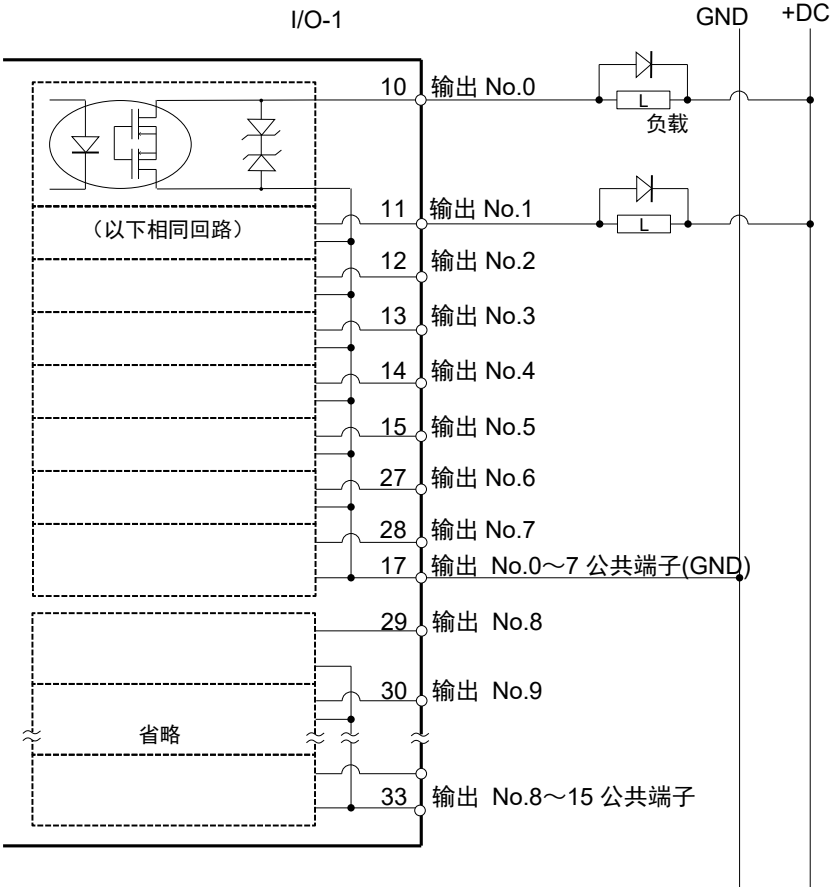 I/O-1
GND
+DC
10 输出 No.0
L
负载
11 输出 No.1
L
（以下相同回路）
12 输出 No.2
13 输出 No.3
14 输出 No.4
15 输出 No.5
27 输出 No.6
28 输出 No.7
17 输出 No.0～7 公共端子(GND)
29 输出 No.8
30 输出 No.9
省略
33 输出 No.8～15 公共端子